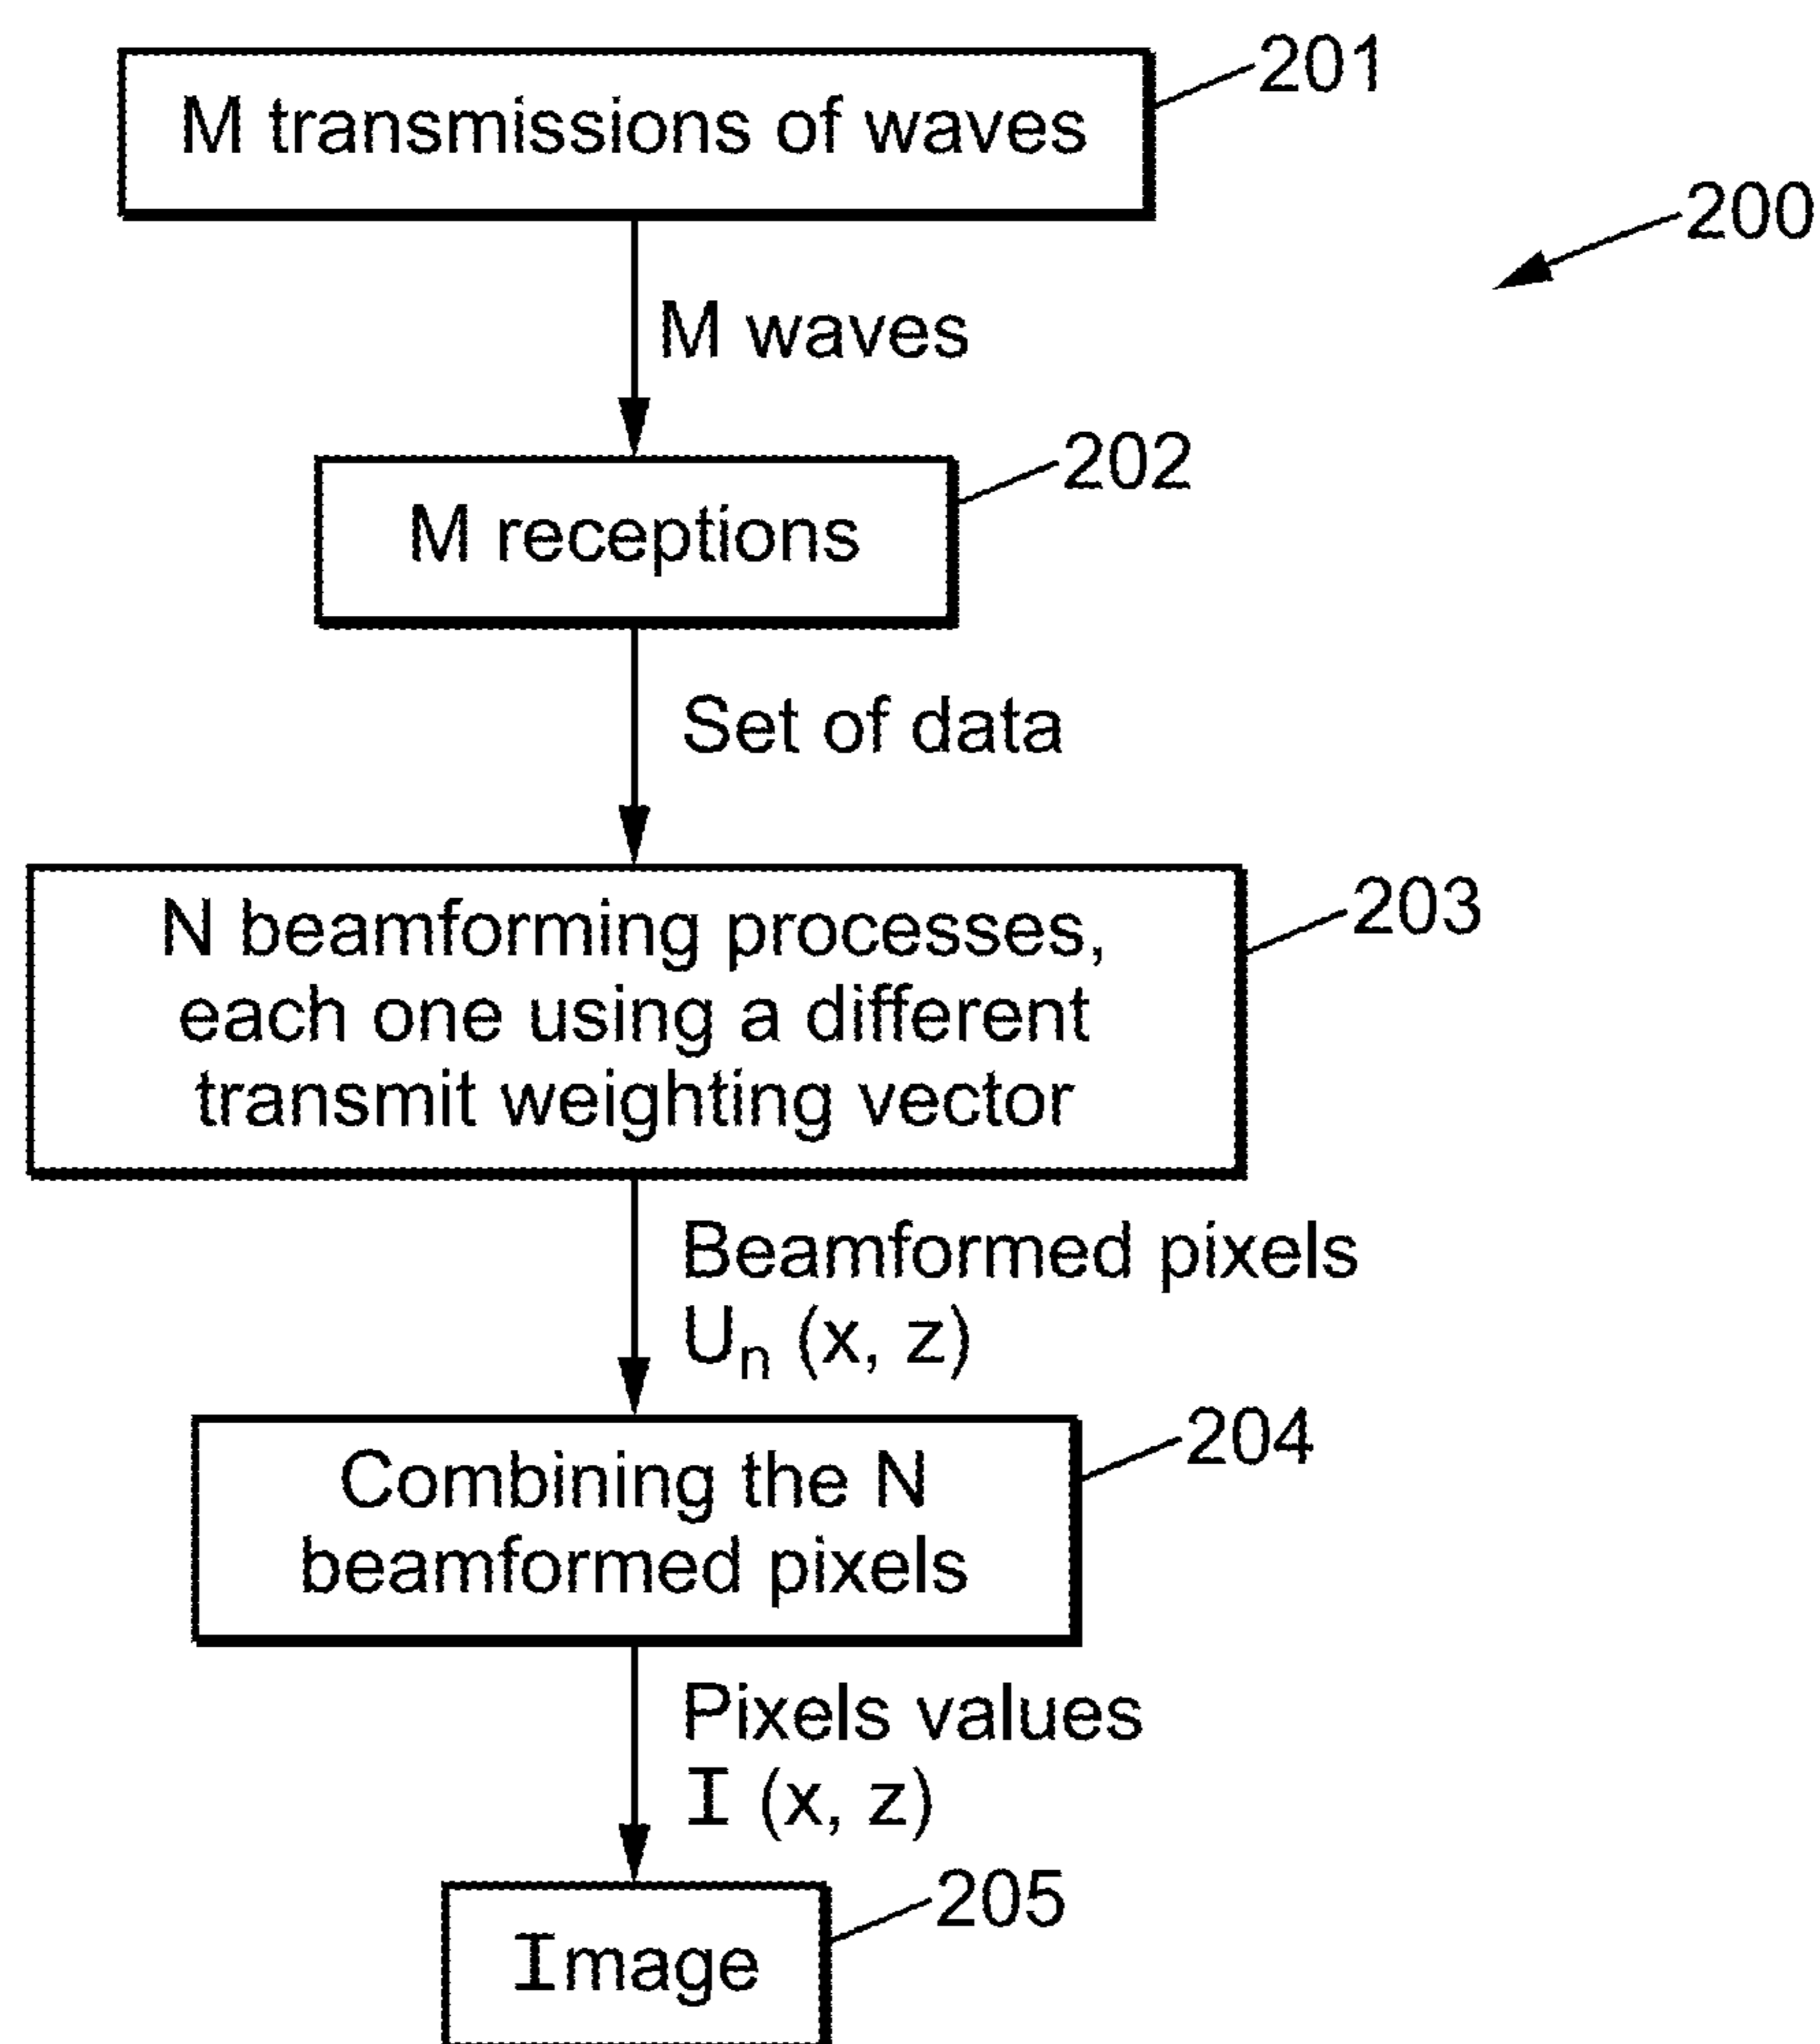 M transmissions of waves
201
200
M waves
M receptions
202
Set of data
N beamforming processes,
each one using a different
transmit weighting vector
203
Beamformed pixels
Uₙ (x, z)
Combining the N
beamformed pixels
204
Pixels values
I (x, z)
Image
205